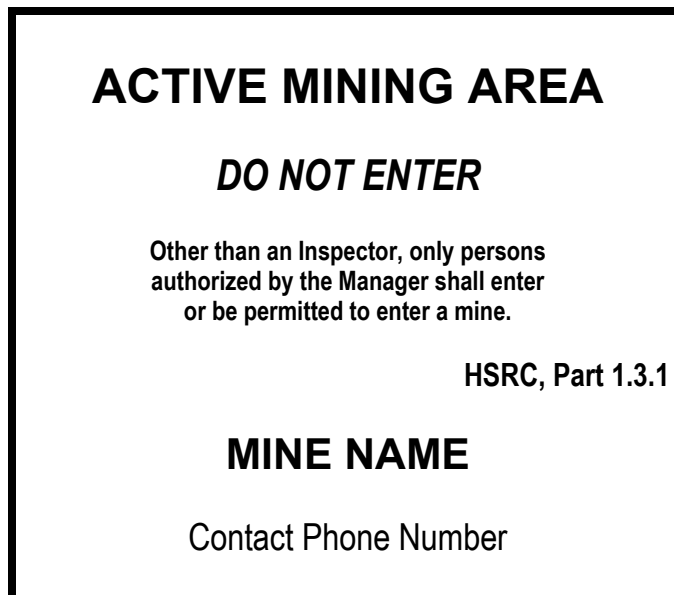 ACTIVE MINING AREA
DO NOT ENTER
Other than an Inspector, only persons
authorized by the Manager shall enter
or be permitted to enter a mine.
HSRC, Part 1.3.1
MINE NAME
Contact Phone Number